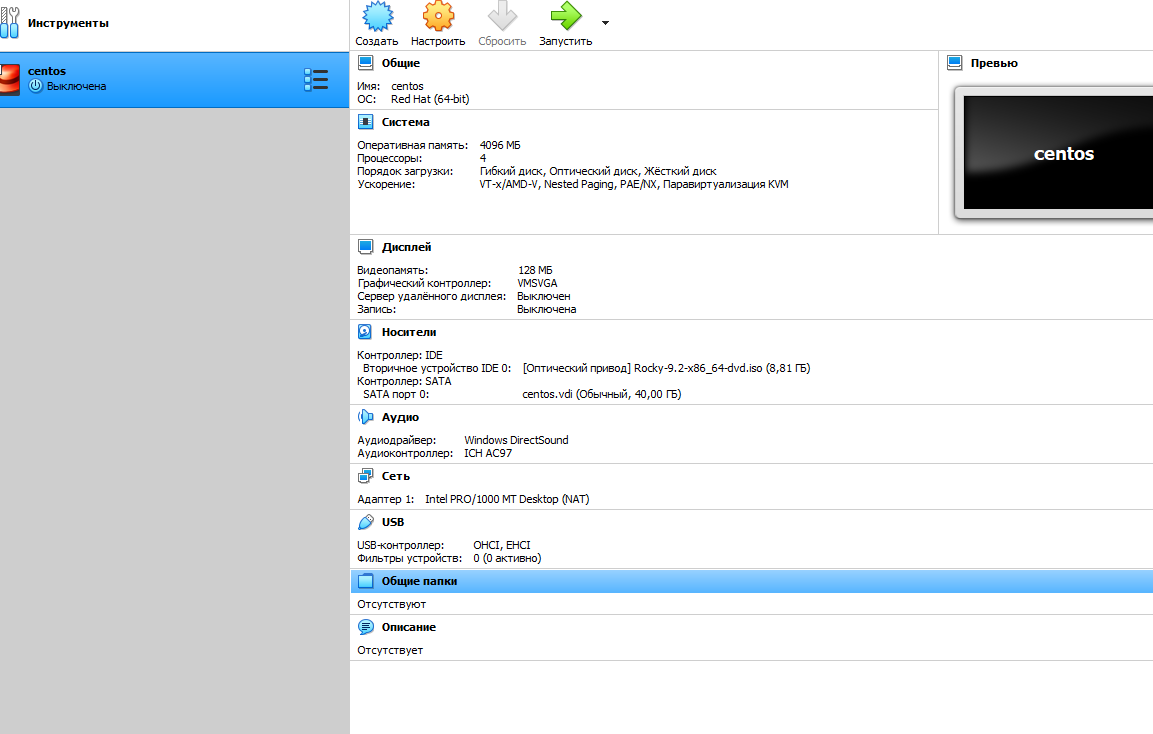 Инструменты
centos
Выключена
Создать
Настроить
Сбросить
Запустить
Общие
Имя: centos
ОС: Red Hat (64-bit)
Превью
centos
Система
Оперативная память: 4096 МБ
Процессоры: 4
Порядок загрузки: Гибкий диск, Оптический диск, Жёсткий диск
Ускорение: VT-x/AMD-V, Nested Paging, PAE/NX, Паравиртуализация KVM
Дисплей
Видеопамять: 128 МБ
Графический контроллер: VMSVGA
Сервер удалённого дисплея: Выключен
Запись: Выключена
Носители
Контроллер: IDE
Вторичное устройство IDE 0: [Оптический привод] Rocky-9.2-x86_64-dvd.iso (8,81 ГБ)
Контроллер: SATA
SATA порт 0: centos.vdi (Обычный, 40,00 ГБ)
Аудио
Аудиодрайвер: Windows DirectSound
Аудиоконтроллер: ICH AC97
Сеть
Адаптер 1: Intel PRO/1000 MT Desktop (NAT)
USB
USB-контроллер: OHCI, EHCI
Фильтры устройств: 0 (0 активно)
Общие папки
Отсутствуют
Описание
Отсутствует